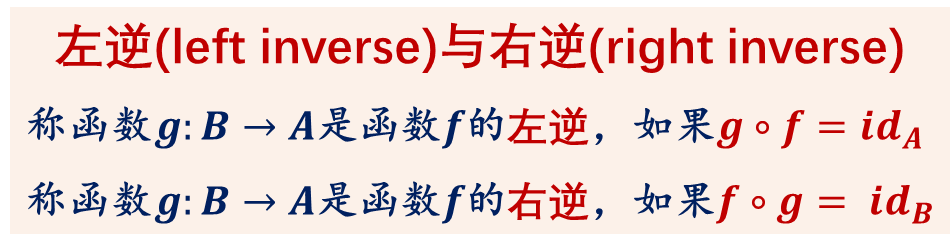 左逆(left inverse)与右逆(right inverse)
称函数g: B → A是函数f的左逆，如果g ∘ f = id_A
称函数g: B → A是函数f的右逆，如果f ∘ g = id_B